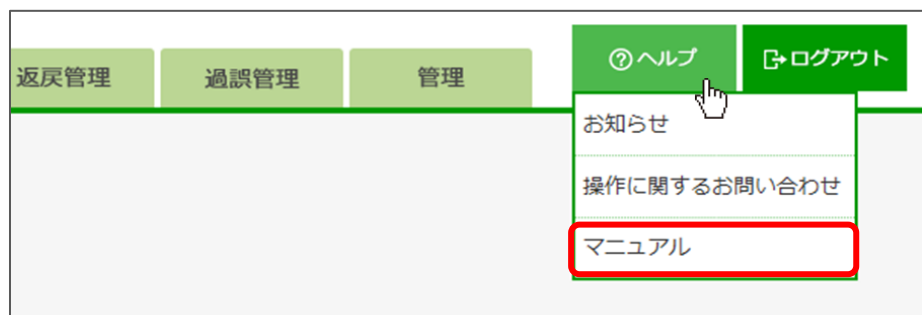 返戻管理
過誤管理
管理
ヘルプ
ログアウト
お知らせ
操作に関するお問い合わせ
マニュアル